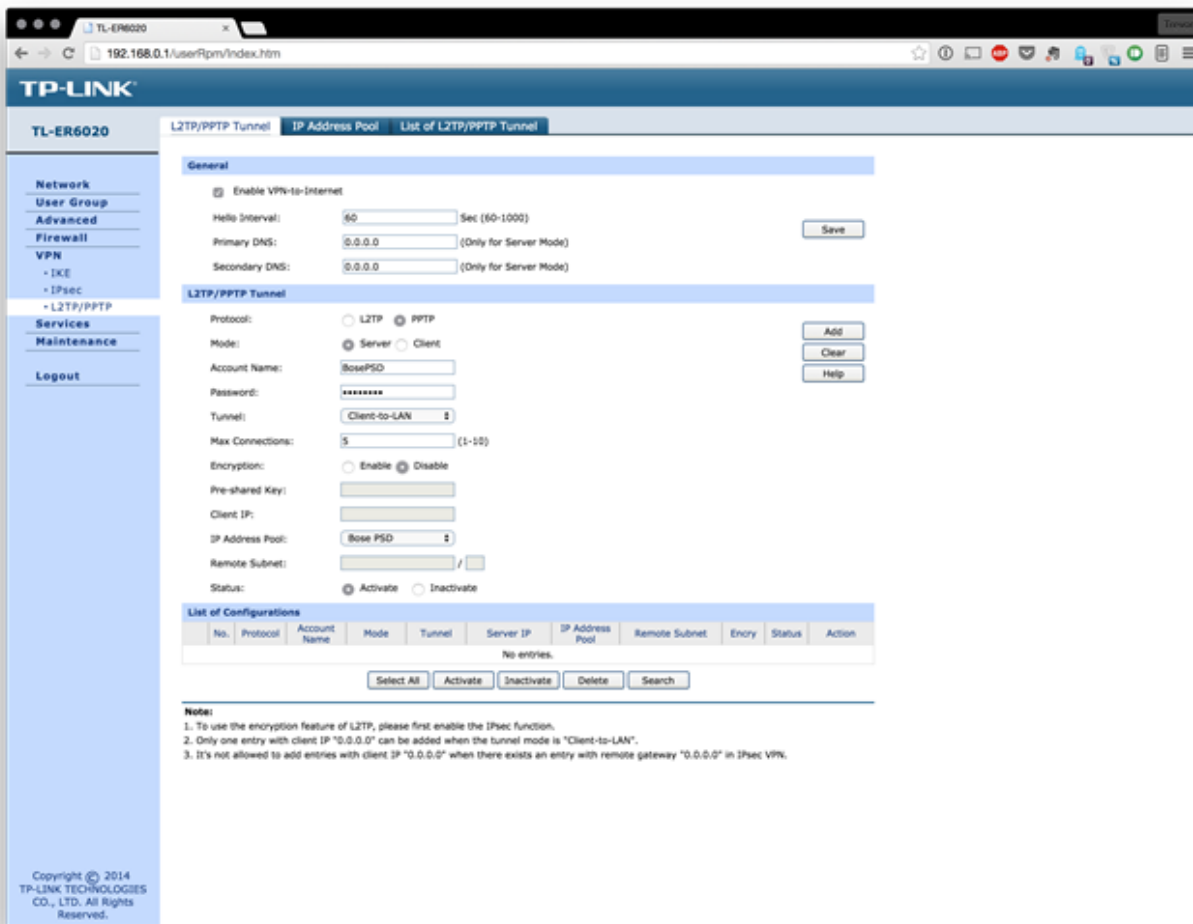 TL-ER6020
192.168.0.1/userRpm/Index.htm
TP-LINK
TL-ER6020
L2TP/PPTP Tunnel IP Address Pool List of L2TP/PPTP Tunnel
Network
User Group
Advanced
Firewall
VPN
- IKE
- IPsec
- L2TP/PPTP
Services
Maintenance
Logout
General
Enable VPN-to-Internet
Hello Interval: 60 Sec (60-1000)
Primary DNS: 0.0.0.0 (Only for Server Mode)
Secondary DNS: 0.0.0.0 (Only for Server Mode)
Save
L2TP/PPTP Tunnel
Protocol: L2TP PPTP
Mode: Server Client
Account Name: BosePSD
Password: ••••••••
Tunnel: Client-to-LAN
Max Connections: 5 (1-10)
Encryption: Enable Disable
Pre-shared Key:
Client IP:
IP Address Pool: Bose PSD
Remote Subnet: /
Status: Activate Inactivate
Add
Clear
Help
List of Configurations
No. Protocol Account Name Mode Tunnel Server IP IP Address Pool Remote Subnet Encry Status Action
No entries.
Select All Activate Inactivate Delete Search
Note:
1. To use the encryption feature of L2TP, please first enable the IPsec function.
2. Only one entry with client IP "0.0.0.0" can be added when the tunnel mode is "Client-to-LAN".
3. It's not allowed to add entries with client IP "0.0.0.0" when there exists an entry with remote gateway "0.0.0.0" in IPsec VPN.
Copyright © 2014
TP-LINK TECHNOLOGIES
CO., LTD. All Rights
Reserved.